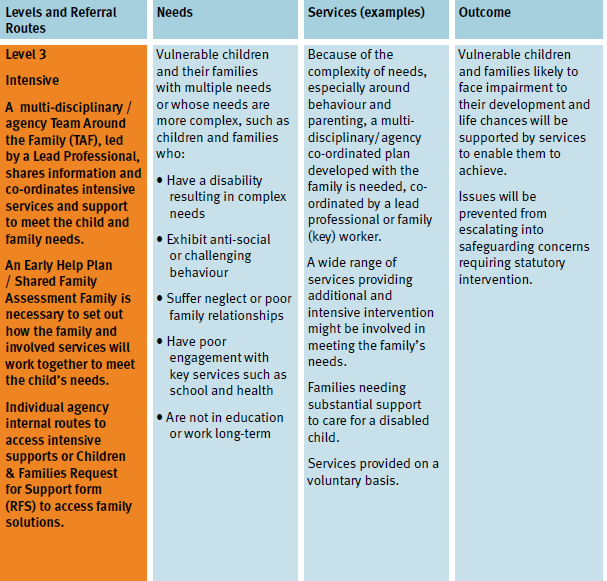 Levels and Referral
Routes
Needs
Services (examples)
Outcome
Level 3
Intensive
A multi-disciplinary /
agency Team Around
the Family (TAF), led
by a Lead Professional,
shares information and
co-ordinates intensive
services and support
to meet the child and
family needs.
An Early Help Plan
/ Shared Family
Assessment Family is
necessary to set out
how the family and
involved services will
work together to meet
the child's needs.
Individual agency
internal routes to
access intensive
supports or Children
& Families Request
for Support form
(RFS) to access family
solutions.
Vulnerable children
and their families
with multiple needs
or whose needs are
more complex, such as
children and families
who:
• Have a disability
resulting in complex
needs
• Exhibit anti-social
or challenging
behaviour
• Suffer neglect or poor
family relationships
• Have poor
engagement with
key services such as
school and health
• Are not in education
or work long-term
Because of the
complexity of needs,
especially around
behaviour and
parenting, a multi-
disciplinary/agency
co-ordinated plan
developed with the
family is needed, co-
ordinated by a lead
professional or family
(key) worker.
A wide range of
services providing
additional and
intensive intervention
might be involved in
meeting the family's
needs.
Families needing
substantial support
to care for a disabled
child.
Services provided on a
voluntary basis.
Vulnerable children
and families likely to
face impairment to
their development and
life chances will be
supported by services
to enable them to
achieve.
Issues will be
prevented from
escalating into
safeguarding concerns
requiring statutory
intervention.